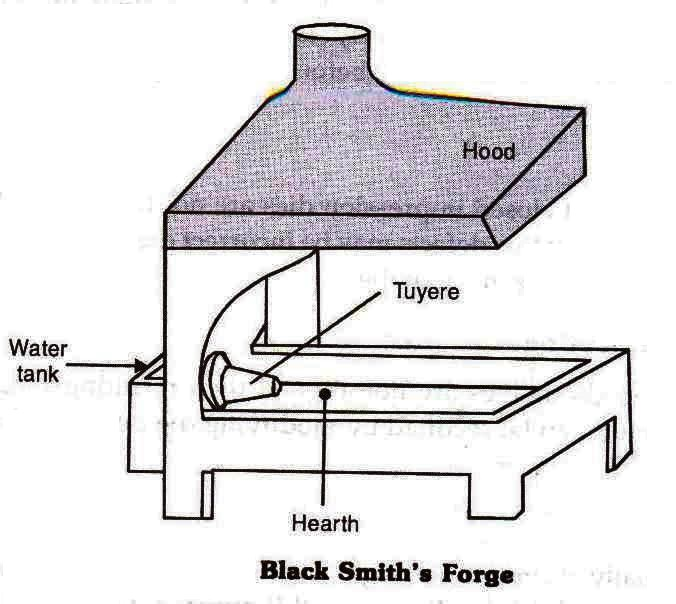 Hood
Tuyere
Water
tank
Hearth
Black Smith's Forge